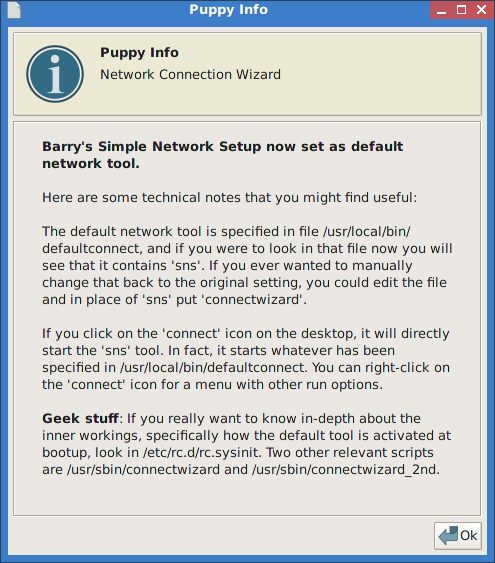 Puppy Info
Puppy Info
Network Connection Wizard
Barry's Simple Network Setup now set as default
network tool.
Here are some technical notes that you might find useful:
The default network tool is specified in file /usr/local/bin/
defaultconnect, and if you were to look in that file now you will
see that it contains 'sns'. If you ever wanted to manually
change that back to the original setting, you could edit the file
and in place of 'sns' put 'connectwizard'.
If you click on the 'connect' icon on the desktop, it will directly
start the 'sns' tool. In fact, it starts whatever has been
specified in /usr/local/bin/defaultconnect. You can right-click on
the 'connect' icon for a menu with other run options.
Geek stuff: If you really want to know in-depth about the
inner workings, specifically how the default tool is activated at
bootup, look in /etc/rc.d/rc.sysinit. Two other relevant scripts
are /usr/sbin/connectwizard and /usr/sbin/connectwizard_2nd.
Ok